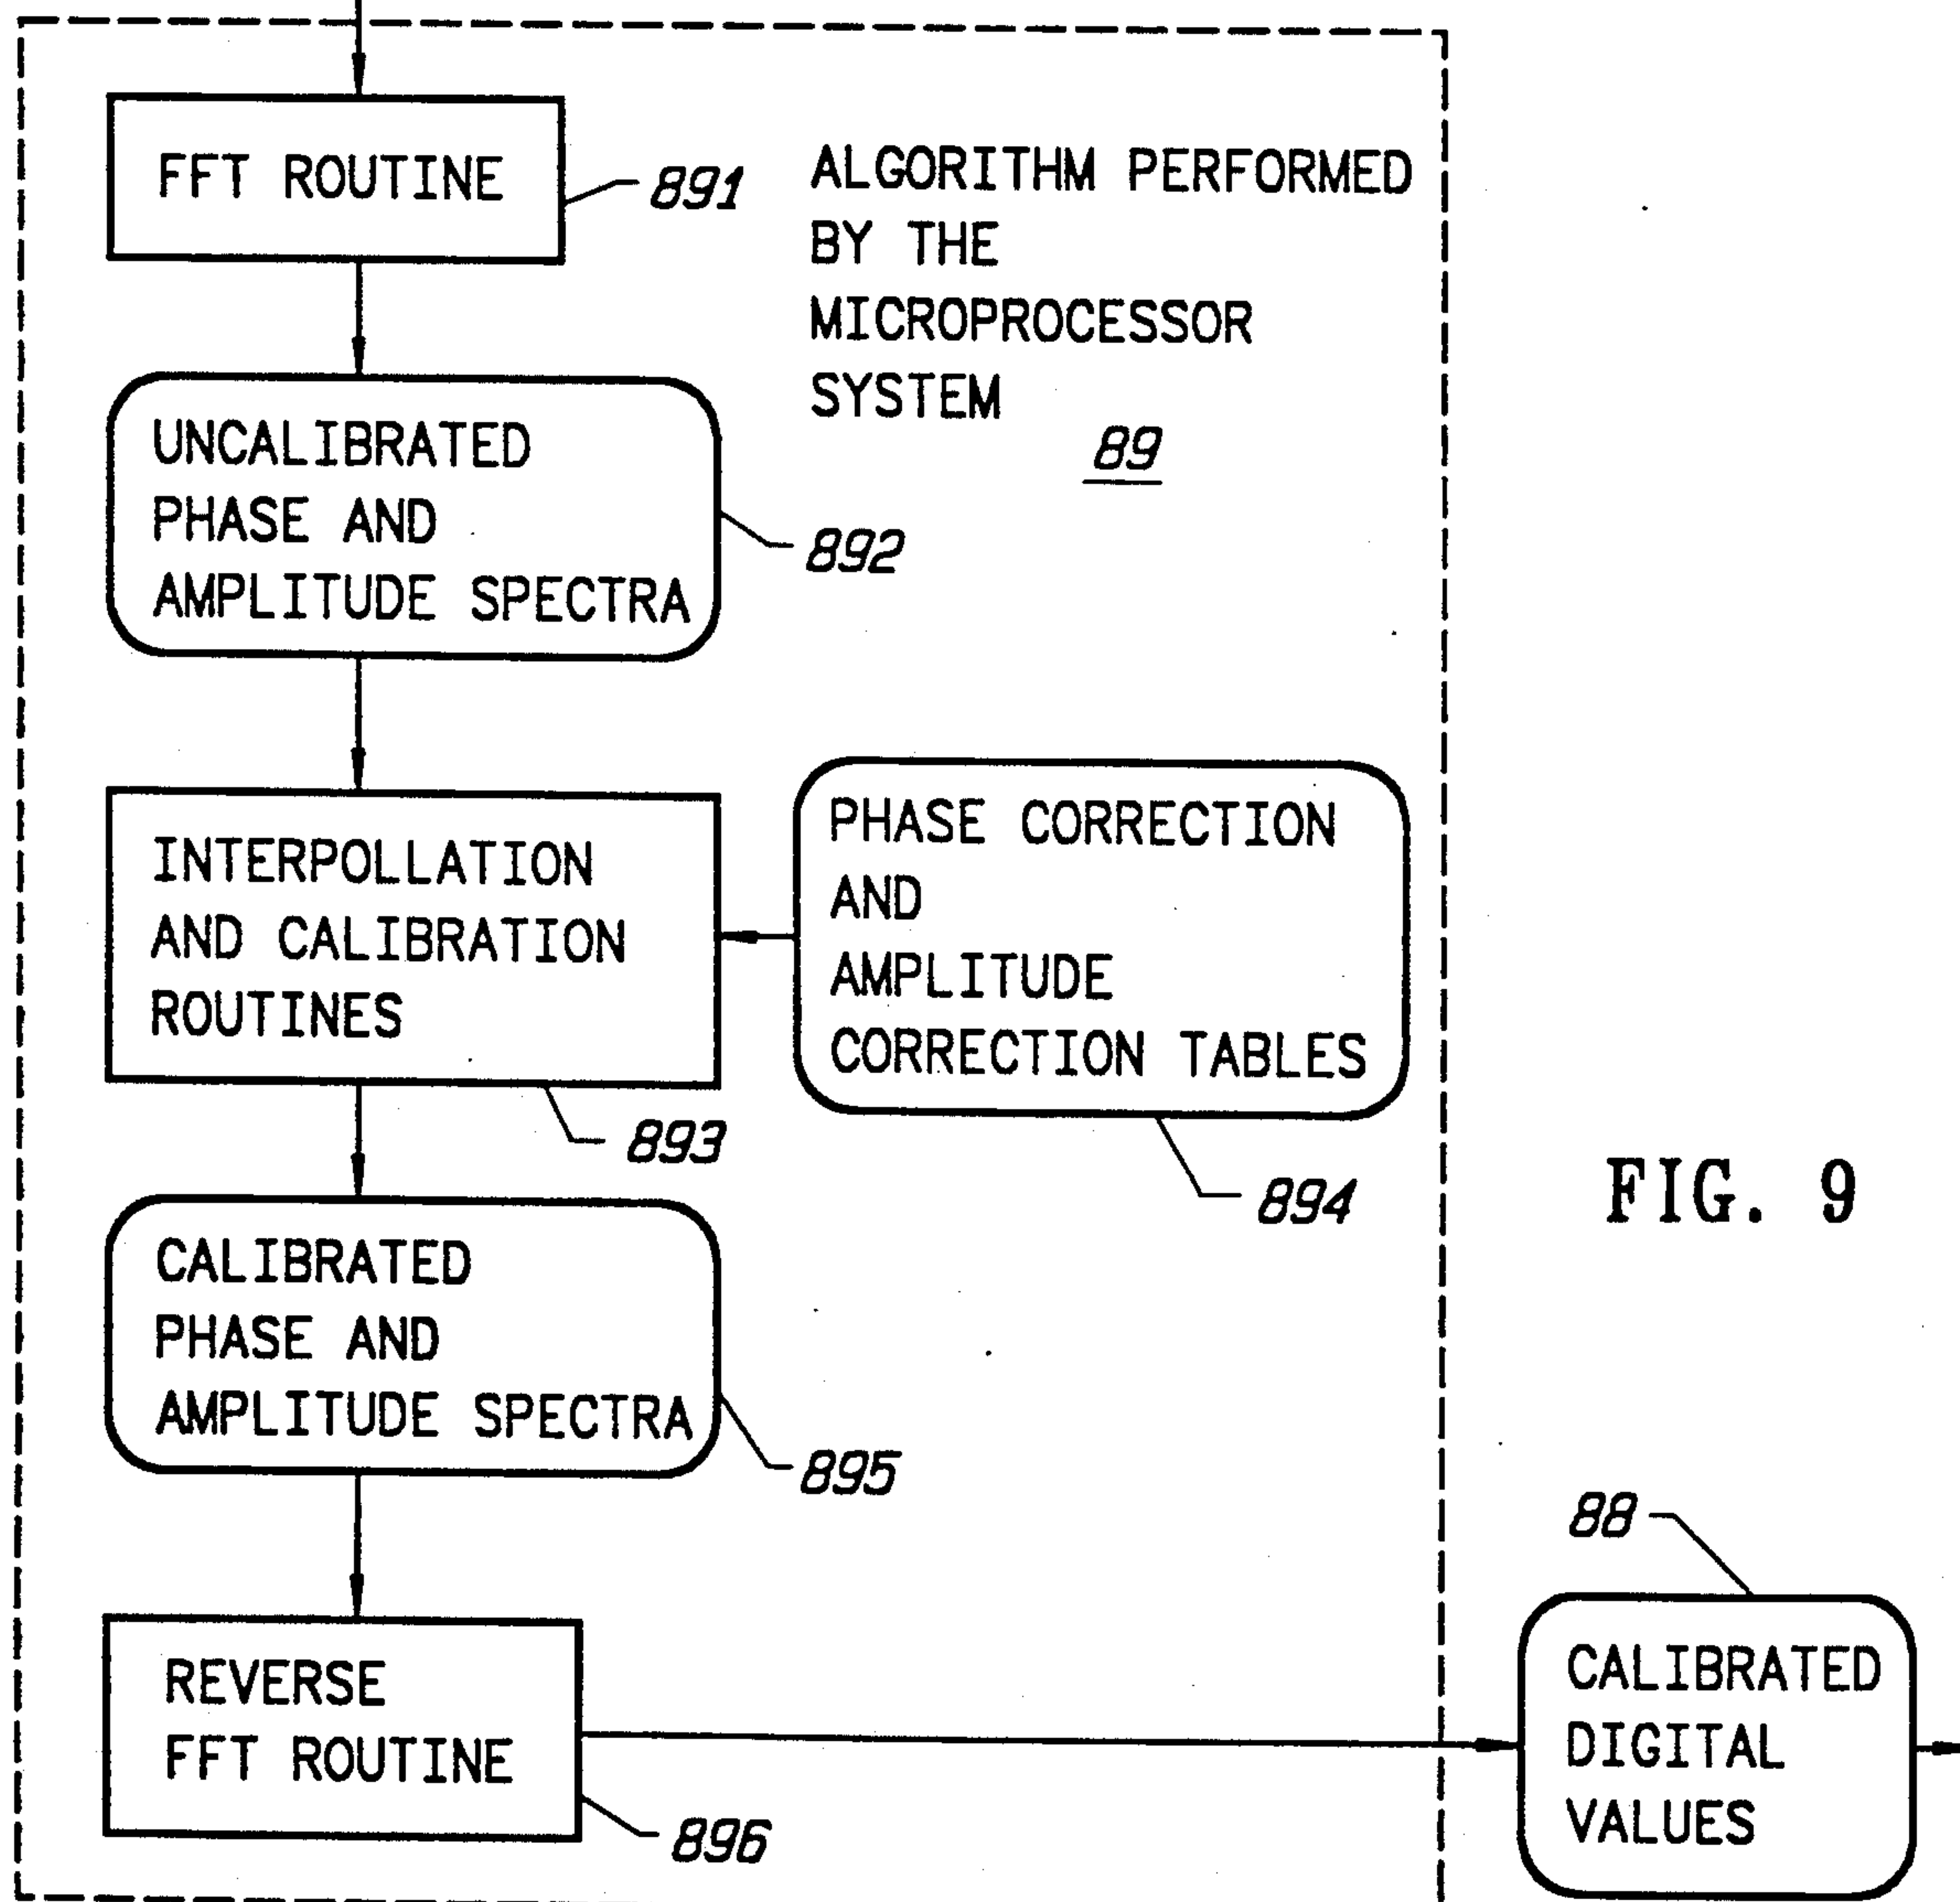 FFT ROUTINE
891
ALGORITHM PERFORMED
BY THE
MICROPROCESSOR
SYSTEM
89
UNCALIBRATED
PHASE AND
AMPLITUDE SPECTRA
892
INTERPOLLATION
AND CALIBRATION
ROUTINES
893
PHASE CORRECTION
AND
AMPLITUDE
CORRECTION TABLES
894
FIG. 9
CALIBRATED
PHASE AND
AMPLITUDE SPECTRA
895
REVERSE
FFT ROUTINE
896
88
CALIBRATED
DIGITAL
VALUES